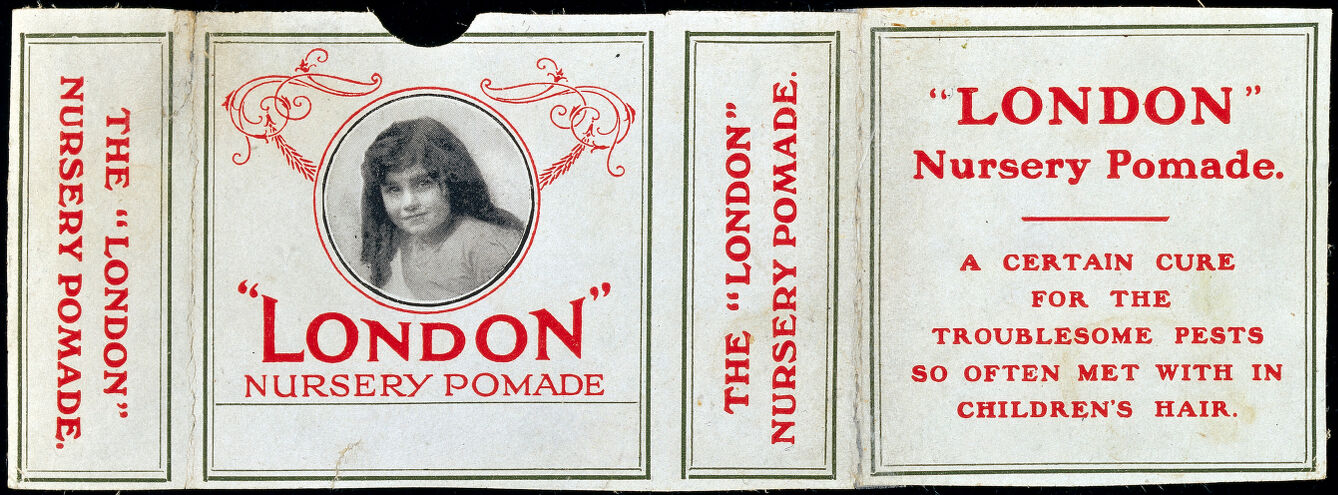 THE "LONDON"
NURSERY POMADE.
"LONDON"
NURSERY POMADE
THE "LONDON"
NURSERY POMADE.
"LONDON"
Nursery Pomade.
A CERTAIN CURE
FOR THE
TROUBLESOME PESTS
SO OFTEN MET WITH IN
CHILDREN'S HAIR.